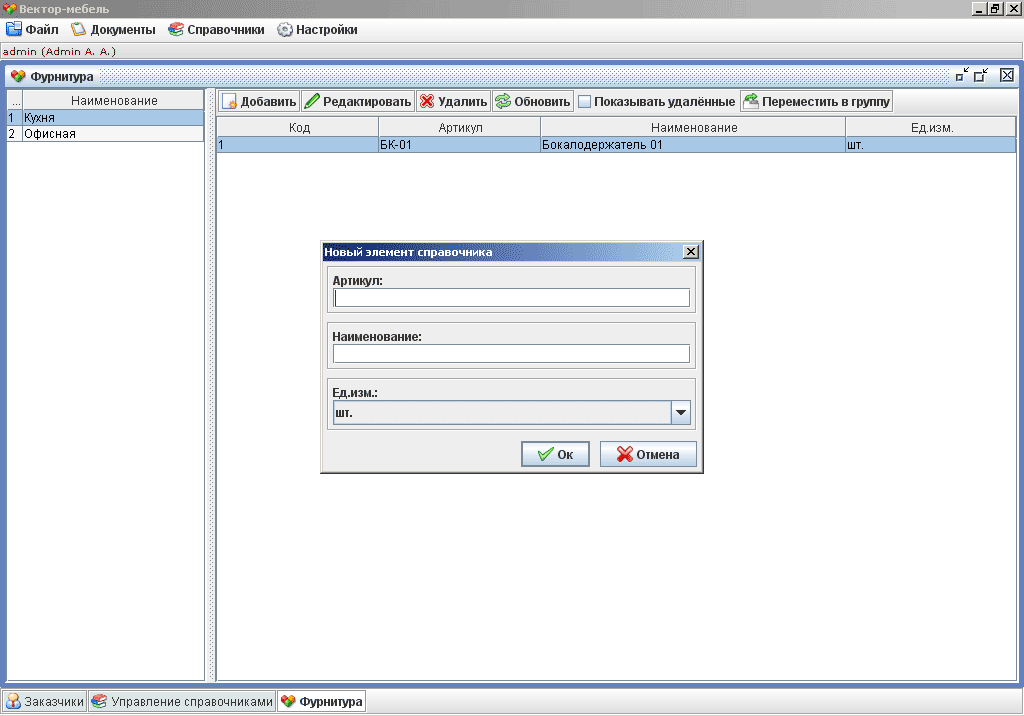 Вектор-мебель
Файл Документы Справочники Настройки
admin (Admin A. A.)
Фурнитура
... Наименование
1 Кухня
2 Офисная
Добавить Редактировать Удалить Обновить Показывать удалённые Переместить в группу
Код Артикул Наименование Ед.изм.
1 БК-01 Бокалодержатель 01 шт.
Новый элемент справочника
Артикул:
Наименование:
Ед.изм.:
шт.
Ок Отмена
Заказчики Управление справочниками Фурнитура